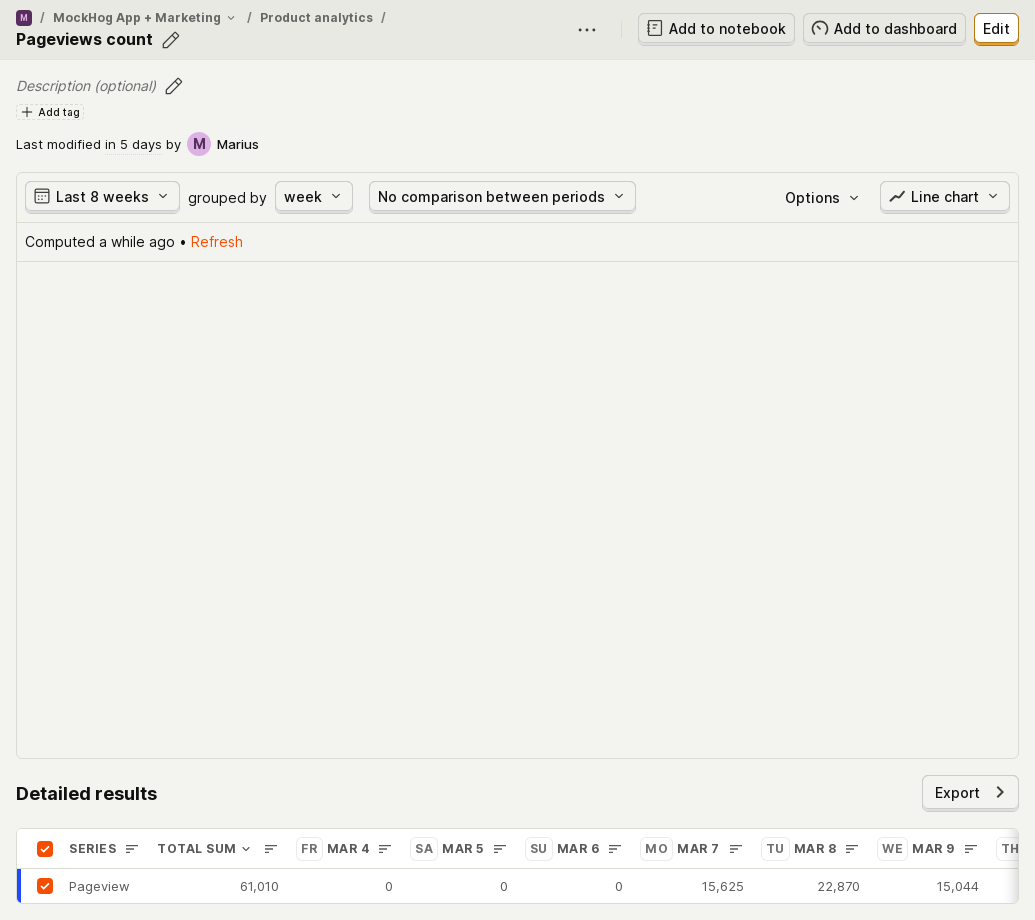 M / MockHog App + Marketing / Product analytics /
Pageviews count
Add to notebook
Add to dashboard
Edit
Description (optional)
Add tag
Last modified in 5 days by M Marius
Last 8 weeks grouped by week No comparison between periods Options Line chart
Computed a while ago • Refresh
Detailed results
Export
SERIES TOTAL SUM FR MAR 4 SA MAR 5 SU MAR 6 MO MAR 7 TU MAR 8 WE MAR 9 TH
Pageview 61,010 0 0 0 15,625 22,870 15,044